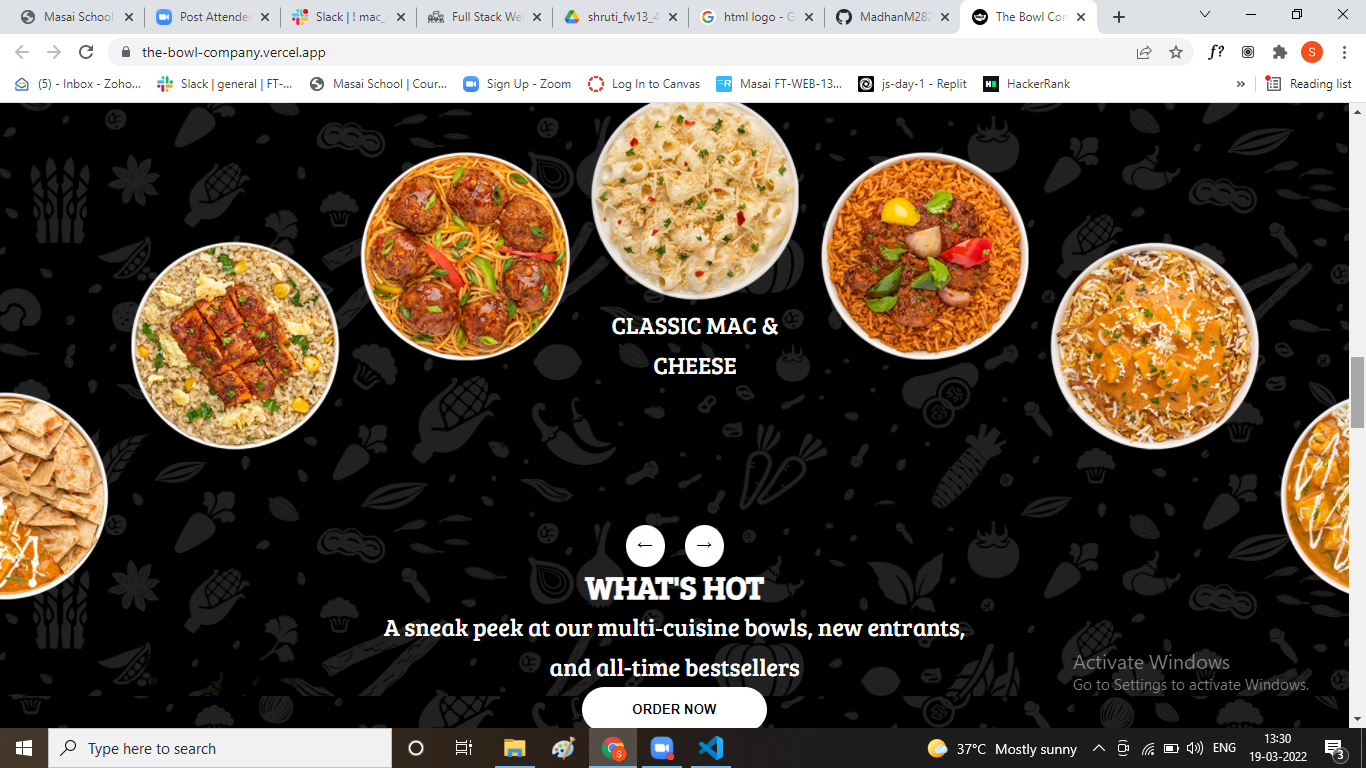 Masai School
Post Attende
Slack | ! mac_
Full Stack We
shruti_fw13_4
html logo - G
MadhanM282
The Bowl Con
the-bowl-company.vercel.app
f?
S
(5) - Inbox - Zoho...
Slack | general | FT-...
Masai School | Cour...
Sign Up - Zoom
Log In to Canvas
Masai FT-WEB-13...
js-day-1 - Replit
HackerRank
»
Reading list
CLASSIC MAC &
CHEESE
← →
WHAT'S HOT
A sneak peek at our multi-cuisine bowls, new entrants,
and all-time bestsellers
ORDER NOW
Activate Windows
Go to Settings to activate Windows.
Type here to search
37°C Mostly sunny
ENG
13:30
19-03-2022
3